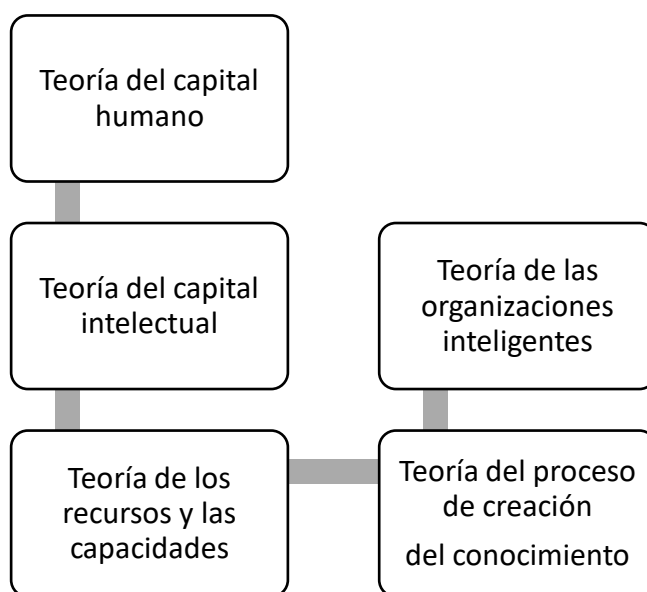 Teoría del capital
humano
Teoría del capital
intelectual
Teoría de los
recursos y las
capacidades
Teoría del proceso
de creación
del conocimiento
Teoría de las
organizaciones
inteligentes